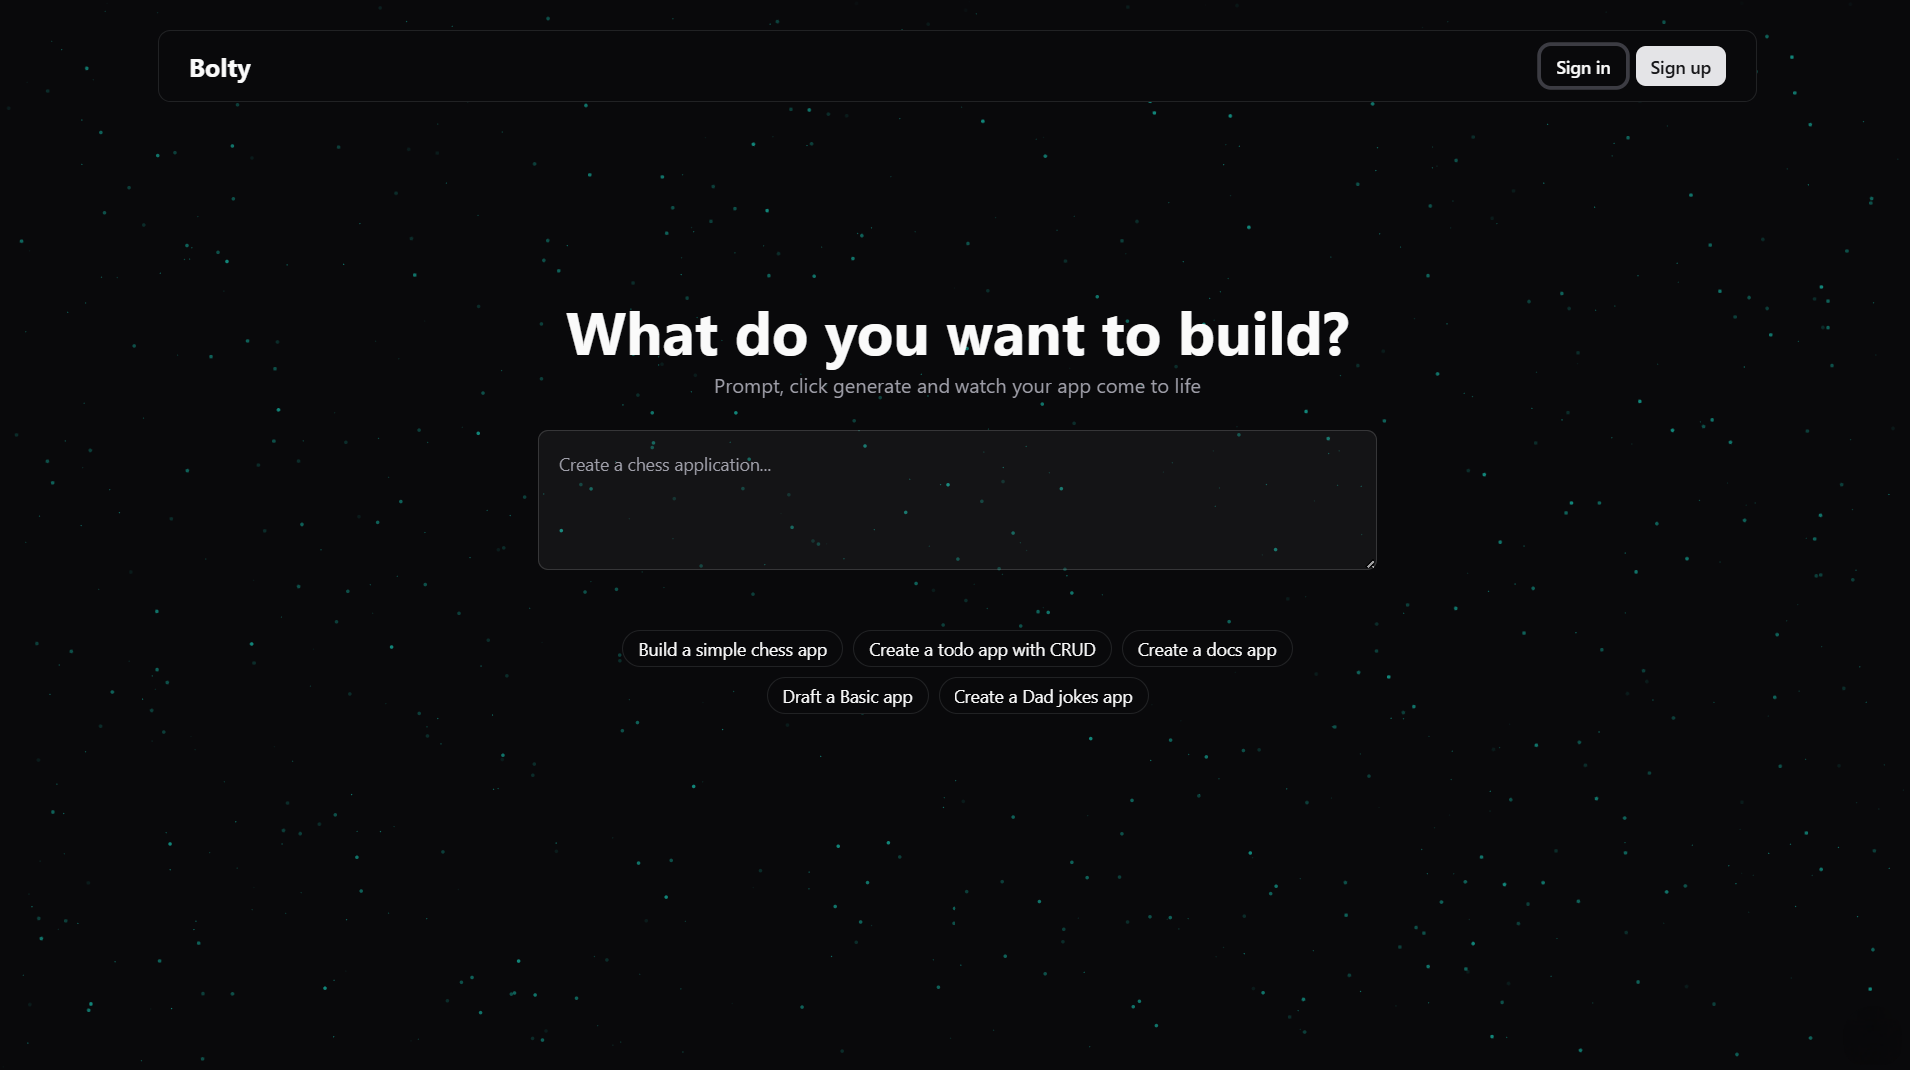 Bolty
Sign in
Sign up
What do you want to build?
Prompt, click generate and watch your app come to life
Create a chess application...
Build a simple chess app
Create a todo app with CRUD
Create a docs app
Draft a Basic app
Create a Dad jokes app